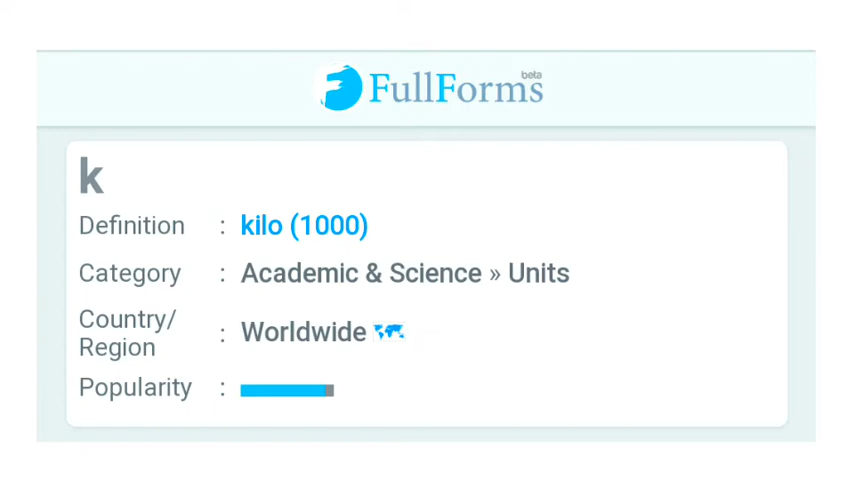 beta
FullForms
k
Definition : kilo (1000)
Category : Academic & Science » Units
Country/
Region : Worldwide
Popularity :